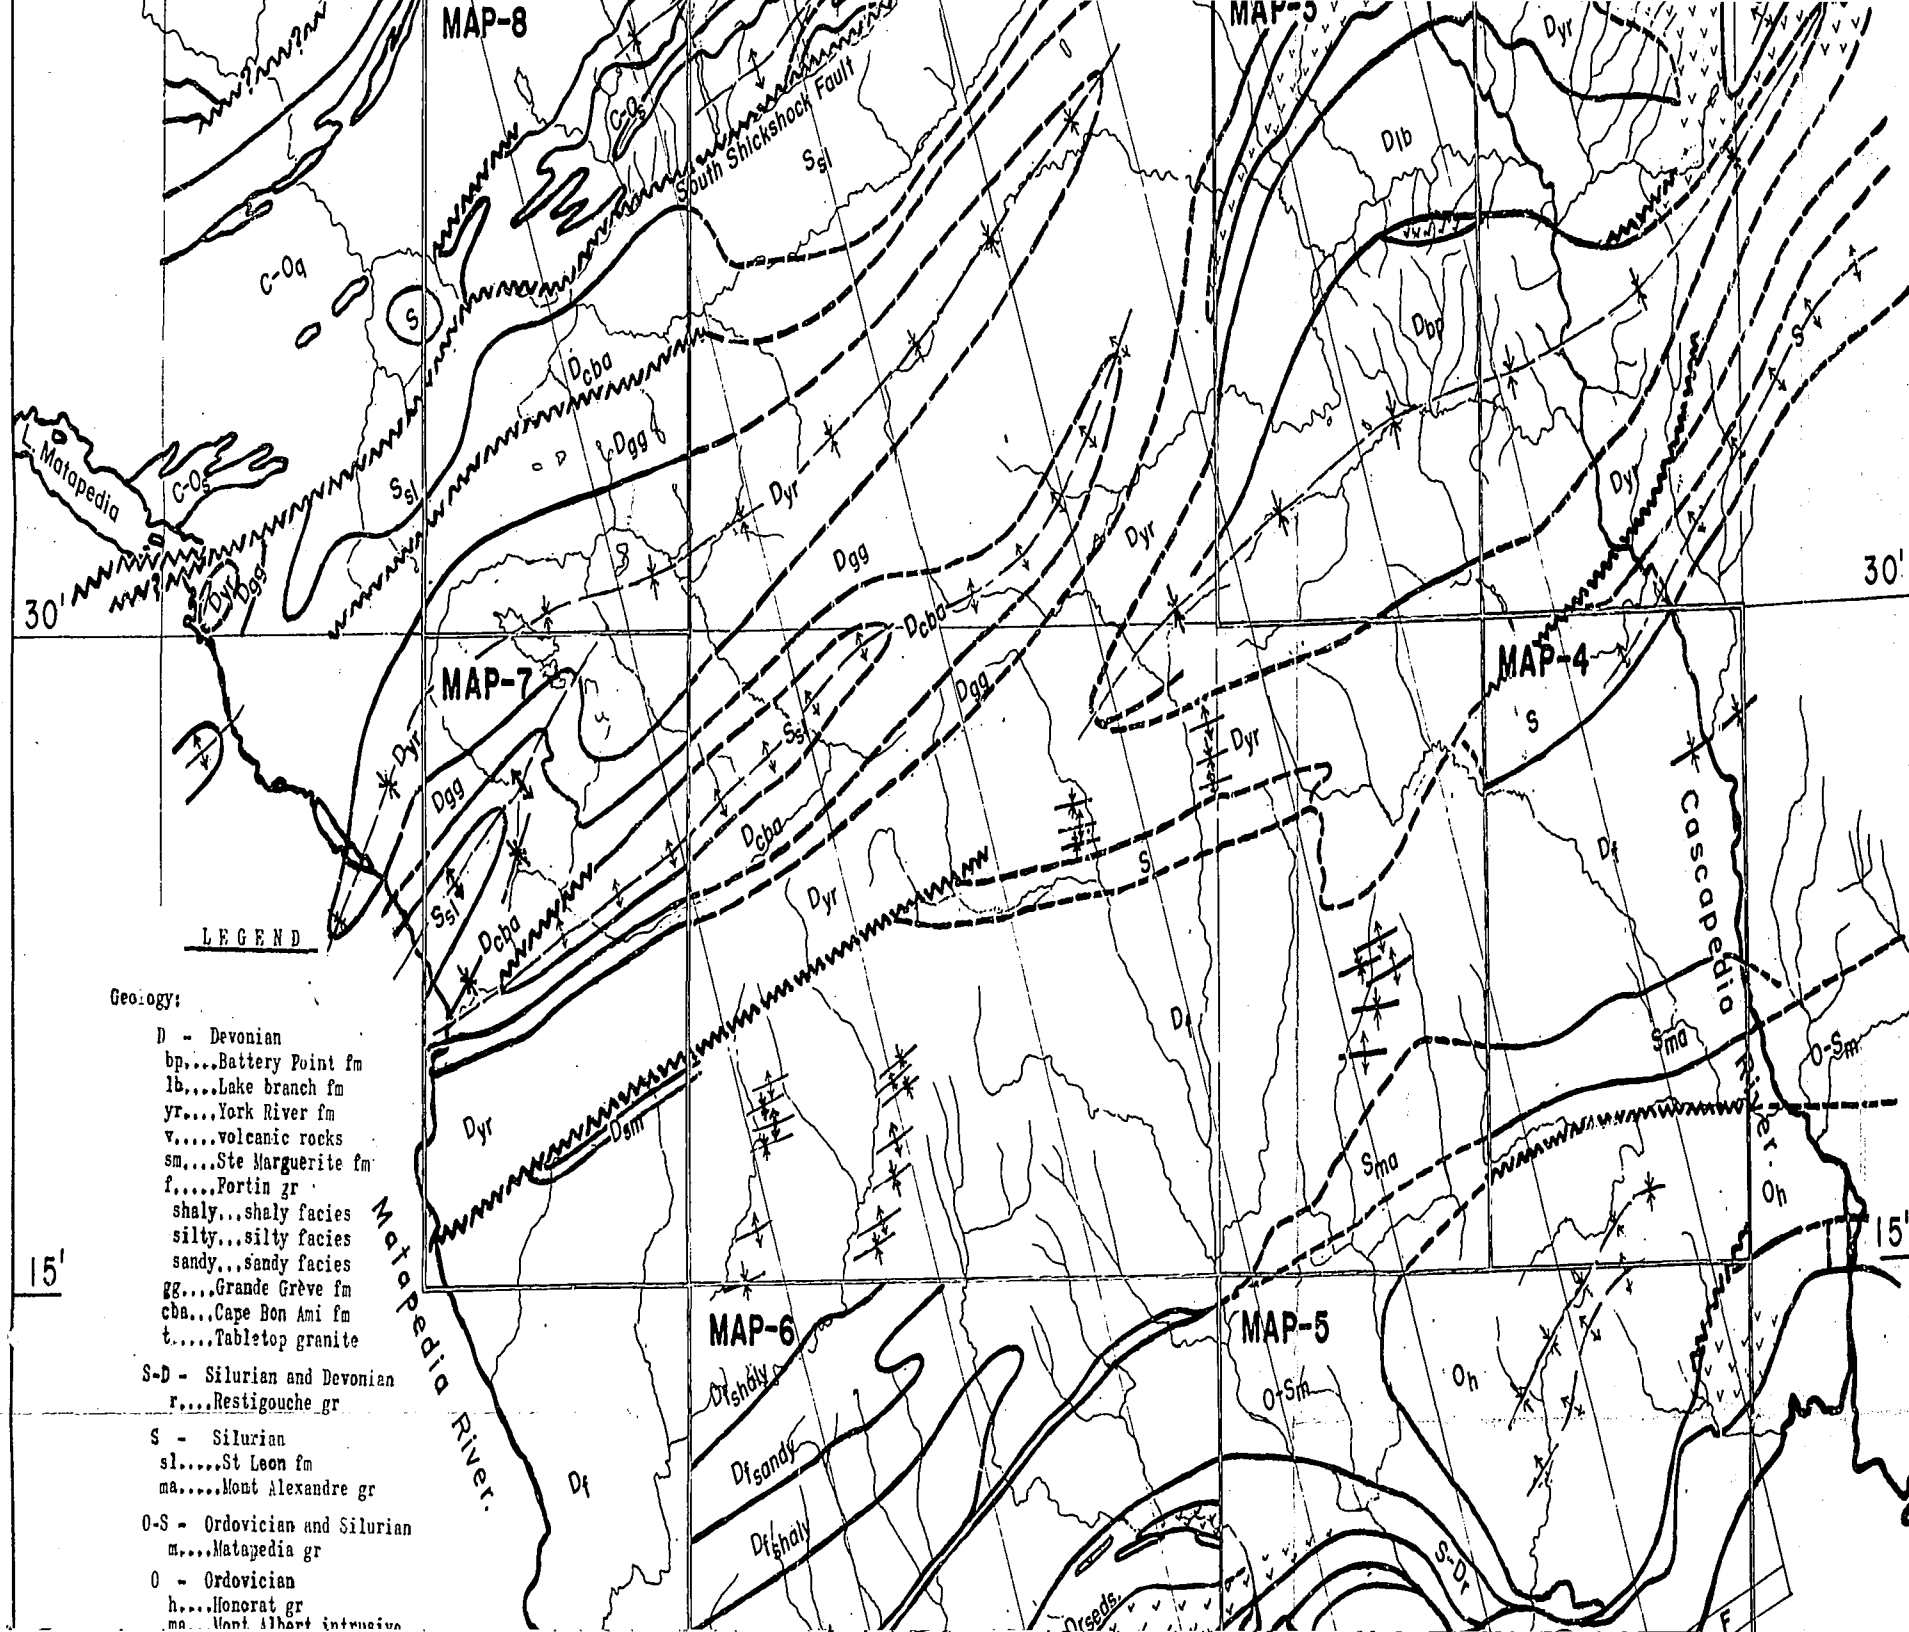 MAP-8
C-Os
South Shickshock Fault
Ssl
Dyr
Dlb
C-Oq
S
Dcba
Dbp
S
Matapedia
C-Os
Ssl
Dgg
Dyr
Dyr
Dgg
Dyr
Dyr
Dgg
30'
30'
Dcba
MAP-7
MAP-4
Dgg
S
Ssl
Dyr
Dyr
Dgg
Dcba
Df
S
Dyr
Ssl
Dcba
Cascapedia River.
Sma
O-Sm
Dyr
Dsm
Sma
Oh
15'
15'
Matapedia River.
MAP-6
MAP-5
Dfshaly
Oh
O-Sm
Dfsandy
Df
Dfshaly
S-Dr
LEGEND
Geology:
D - Devonian
bp....Battery Point fm
lb....Lake branch fm
yr....York River fm
v.....volcanic rocks
sm....Ste Marguerite fm
f.....Fortin gr
shaly...shaly facies
silty...silty facies
sandy...sandy facies
gg....Grande Grève fm
cba...Cape Bon Ami fm
t.....Tabletop granite
S-D - Silurian and Devonian
r....Restigouche gr
S - Silurian
sl.....St Leon fm
ma.....Mont Alexandre gr
O-S - Ordovician and Silurian
m....Matapedia gr
O - Ordovician
h....Honorat gr
ma...Mont Albert intrusive